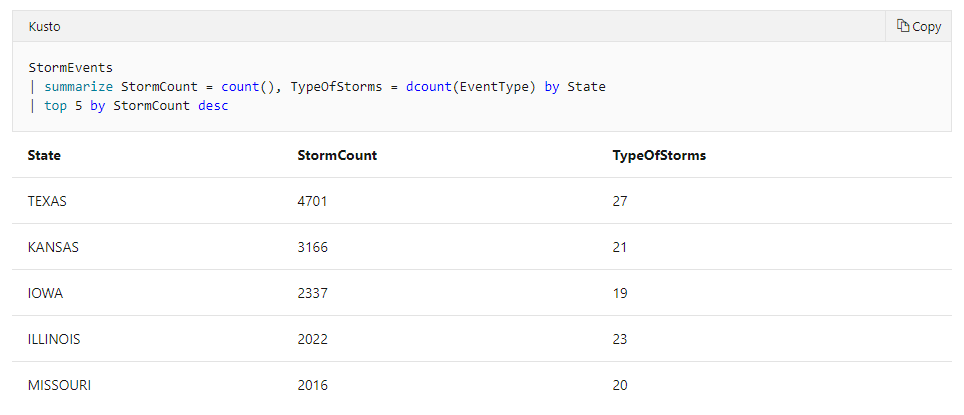 Kusto Copy
StormEvents
| summarize StormCount = count(), TypeOfStorms = dcount(EventType) by State
| top 5 by StormCount desc
State StormCount TypeOfStorms
TEXAS 4701 27
KANSAS 3166 21
IOWA 2337 19
ILLINOIS 2022 23
MISSOURI 2016 20